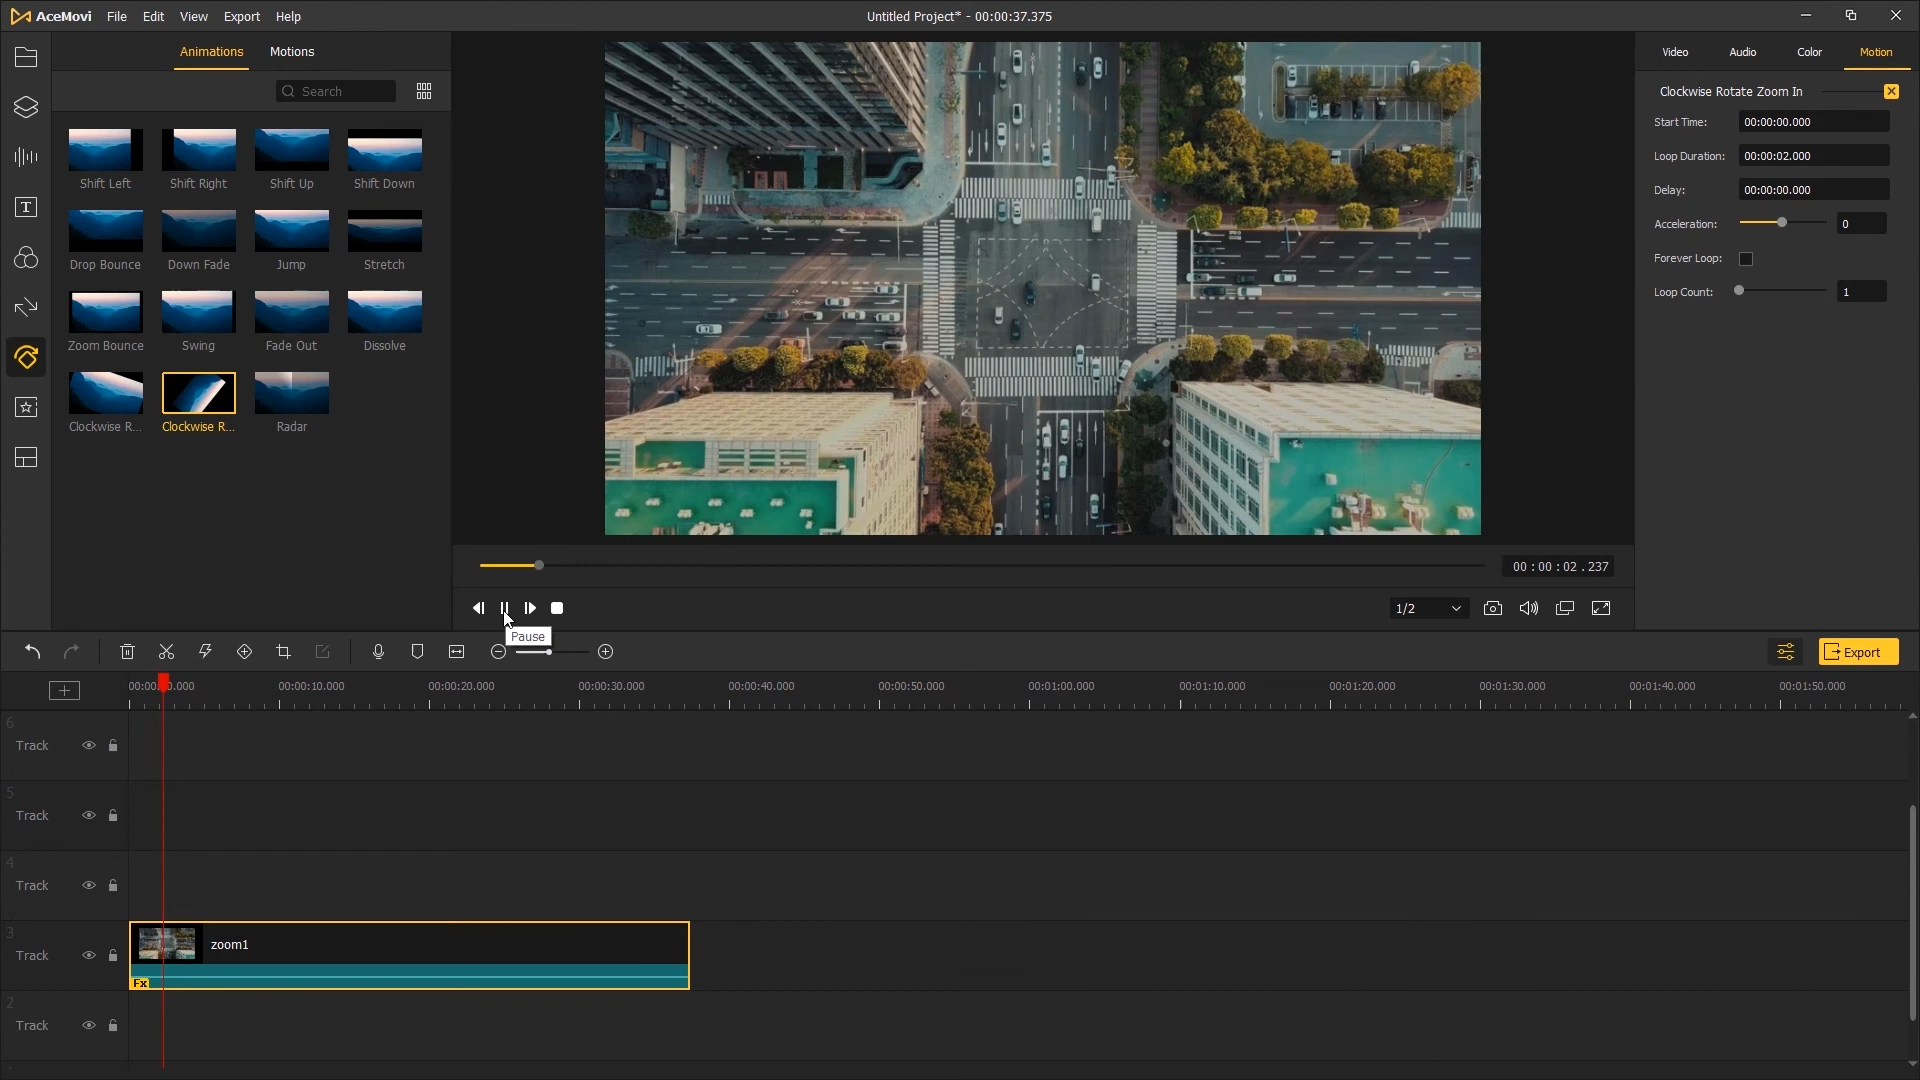 AceMovi File Edit View Export Help
Untitled Project* - 00:00:37.375
Animations Motions
Search
Shift Left Shift Right Shift Up Shift Down
Drop Bounce Down Fade Jump Stretch
Zoom Bounce Swing Fade Out Dissolve
Clockwise R... Clockwise R... Radar
Video Audio Color Motion
Clockwise Rotate Zoom In
Start Time: 00:00:00.000
Loop Duration: 00:00:02.000
Delay: 00:00:00.000
Acceleration: 0
Forever Loop:
Loop Count: 1
00 : 00 : 02 . 237
1/2
Pause
Export
00:00:10.000 00:00:20.000 00:00:30.000 00:00:40.000 00:00:50.000 00:01:00.000 00:01:10.000 00:01:20.000 00:01:30.000 00:01:40.000 00:01:50.000
6
Track
5
Track
4
Track
3
Track
zoom1
Fx
2
Track